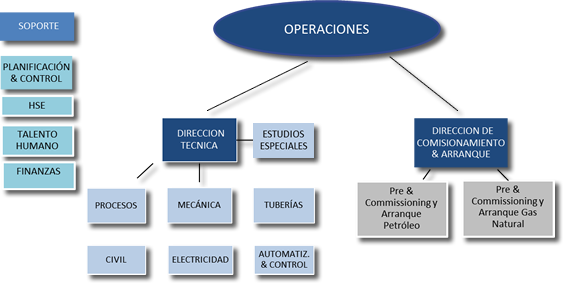 SOPORTE
PLANIFICACIÓN
& CONTROL
HSE
TALENTO
HUMANO
FINANZAS
OPERACIONES
DIRECCION
TECNICA
ESTUDIOS
ESPECIALES
PROCESOS
MECÁNICA
TUBERÍAS
CIVIL
ELECTRICIDAD
AUTOMATIZ.
& CONTROL
DIRECCION DE
COMISIONAMIENTO
& ARRANQUE
Pre &
Commissioning y
Arranque
Petróleo
Pre &
Commissioning y
Arranque Gas
Natural